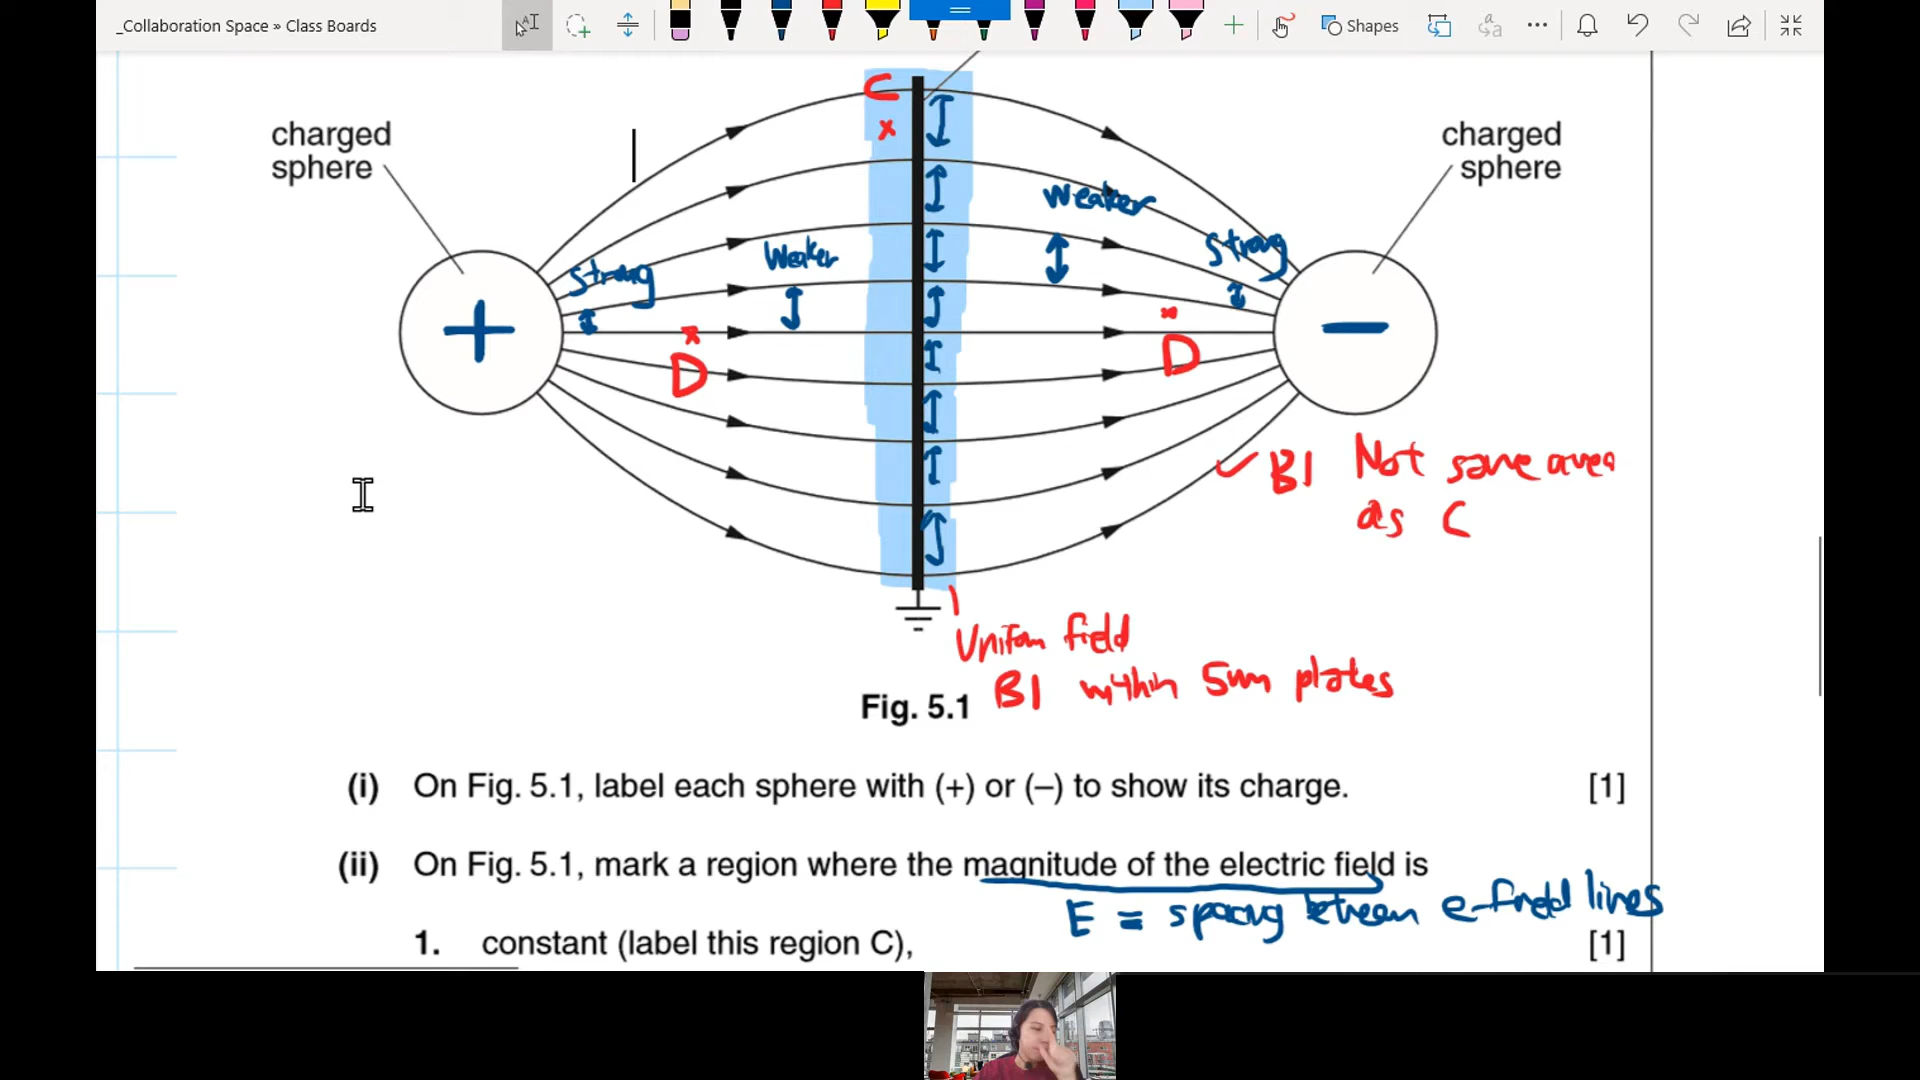 _Collaboration Space » Class Boards
Shapes
charged
sphere
charged
sphere
C
x
Weaker
Strong
Weaker
Strong
+
−
x
D
x
D
✓ B1 Not same area
as C
Uniform field
B1 within 5mm plates
Fig. 5.1
(i) On Fig. 5.1, label each sphere with (+) or (–) to show its charge. [1]
(ii) On Fig. 5.1, mark a region where the magnitude of the electric field is
E = spacing between e-field lines
1. constant (label this region C), [1]